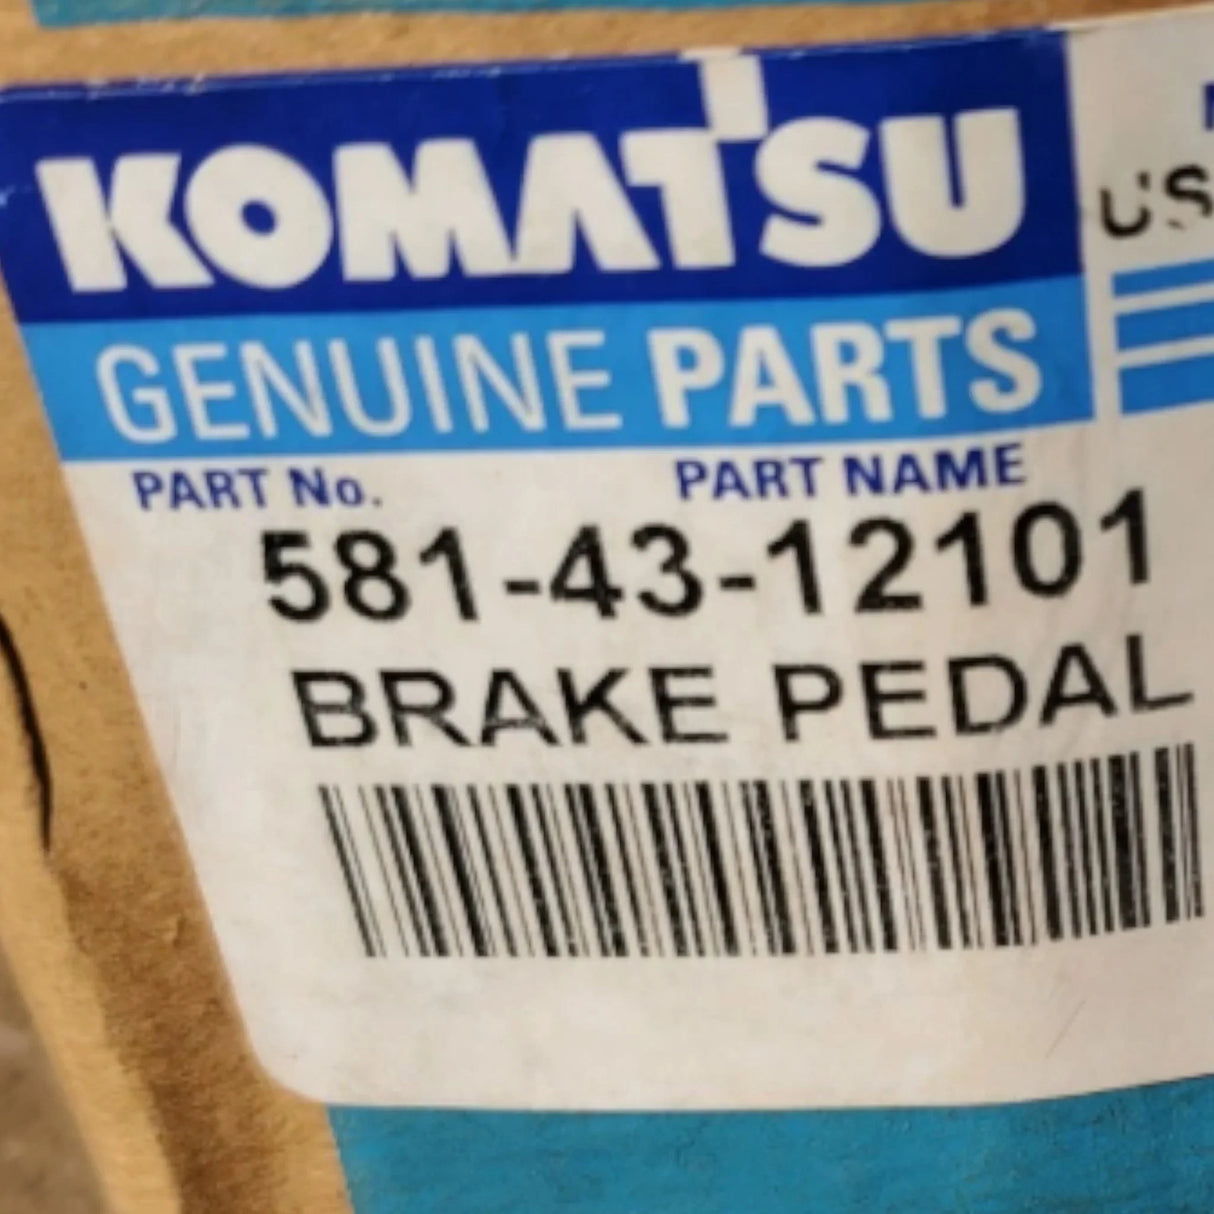 KOMATSU
GENUINE PARTS
PART No. PART NAME
581-43-12101
BRAKE PEDAL